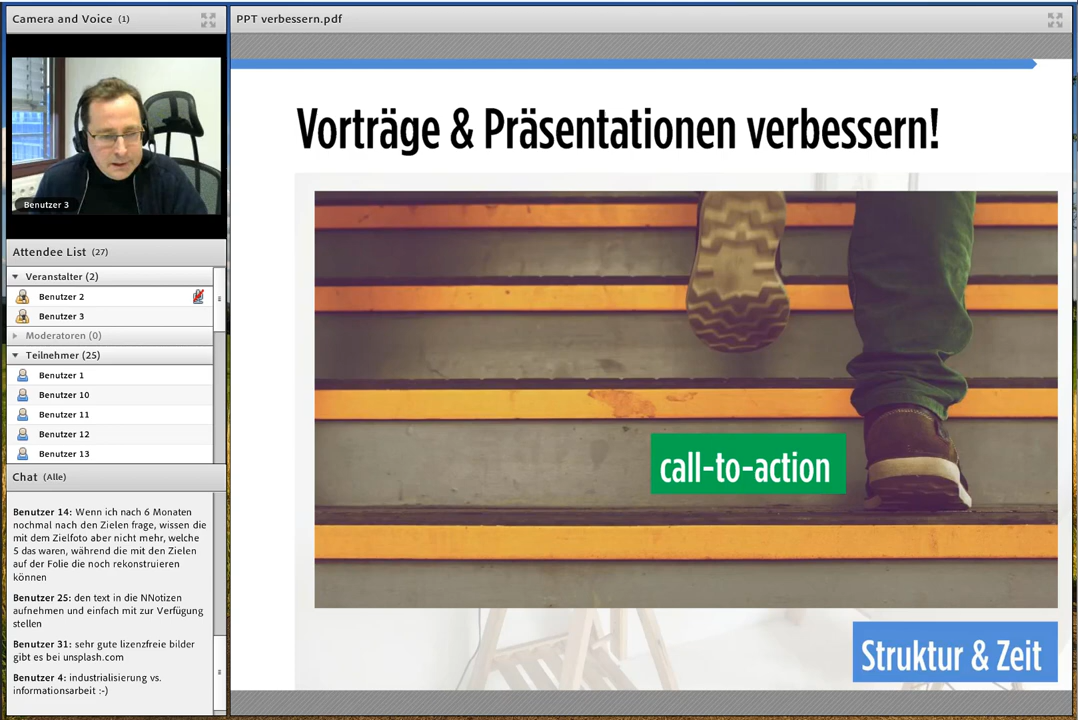 Camera and Voice (1)
Benutzer 3
Attendee List (27)
Veranstalter (2)
Benutzer 2
Benutzer 3
Moderatoren (0)
Teilnehmer (25)
Benutzer 1
Benutzer 10
Benutzer 11
Benutzer 12
Benutzer 13
Chat (Alle)
Benutzer 14: Wenn ich nach 6 Monaten
nochmal nach den Zielen frage, wissen die
mit dem Zielfoto aber nicht mehr, welche
5 das waren, während die mit den Zielen
auf der Folie die noch rekonstruieren
können
Benutzer 25: den text in die NNotizen
aufnehmen und einfach mit zur Verfügung
stellen
Benutzer 31: sehr gute lizenzfreie bilder
gibt es bei unsplash.com
Benutzer 4: industrialisierung vs.
informationsarbeit :-)
PPT verbessern.pdf
Vorträge & Präsentationen verbessern!
call-to-action
Struktur & Zeit